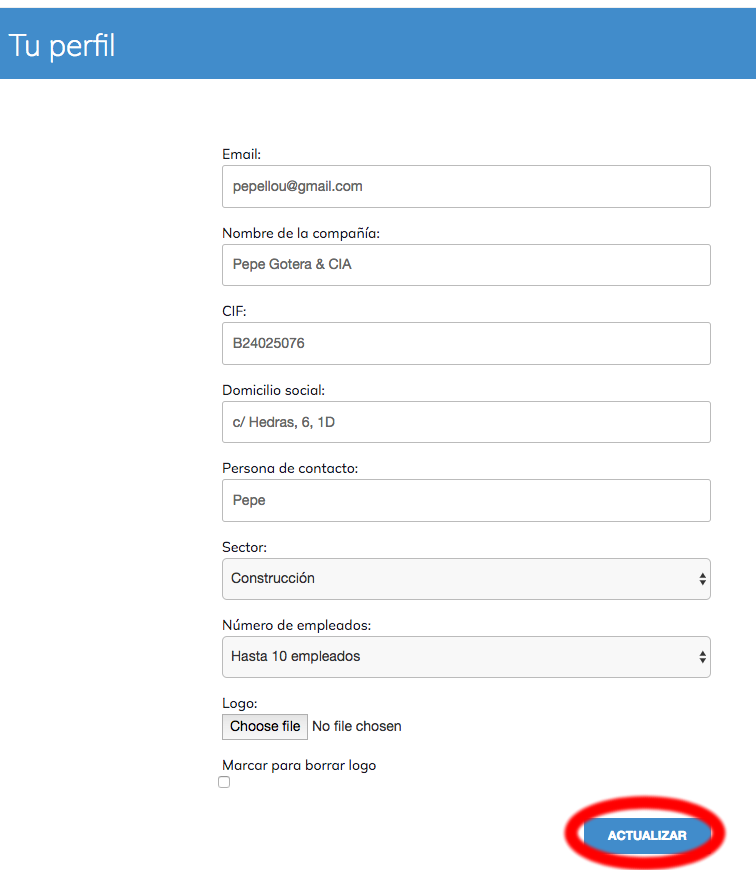 Tu perfil
Email:
pepellou@gmail.com
Nombre de la compañía:
Pepe Gotera & CIA
CIF:
B24025076
Domicilio social:
c/ Hedras, 6, 1D
Persona de contacto:
Pepe
Sector:
Construcción
Número de empleados:
Hasta 10 empleados
Logo:
Choose file No file chosen
Marcar para borrar logo
ACTUALIZAR